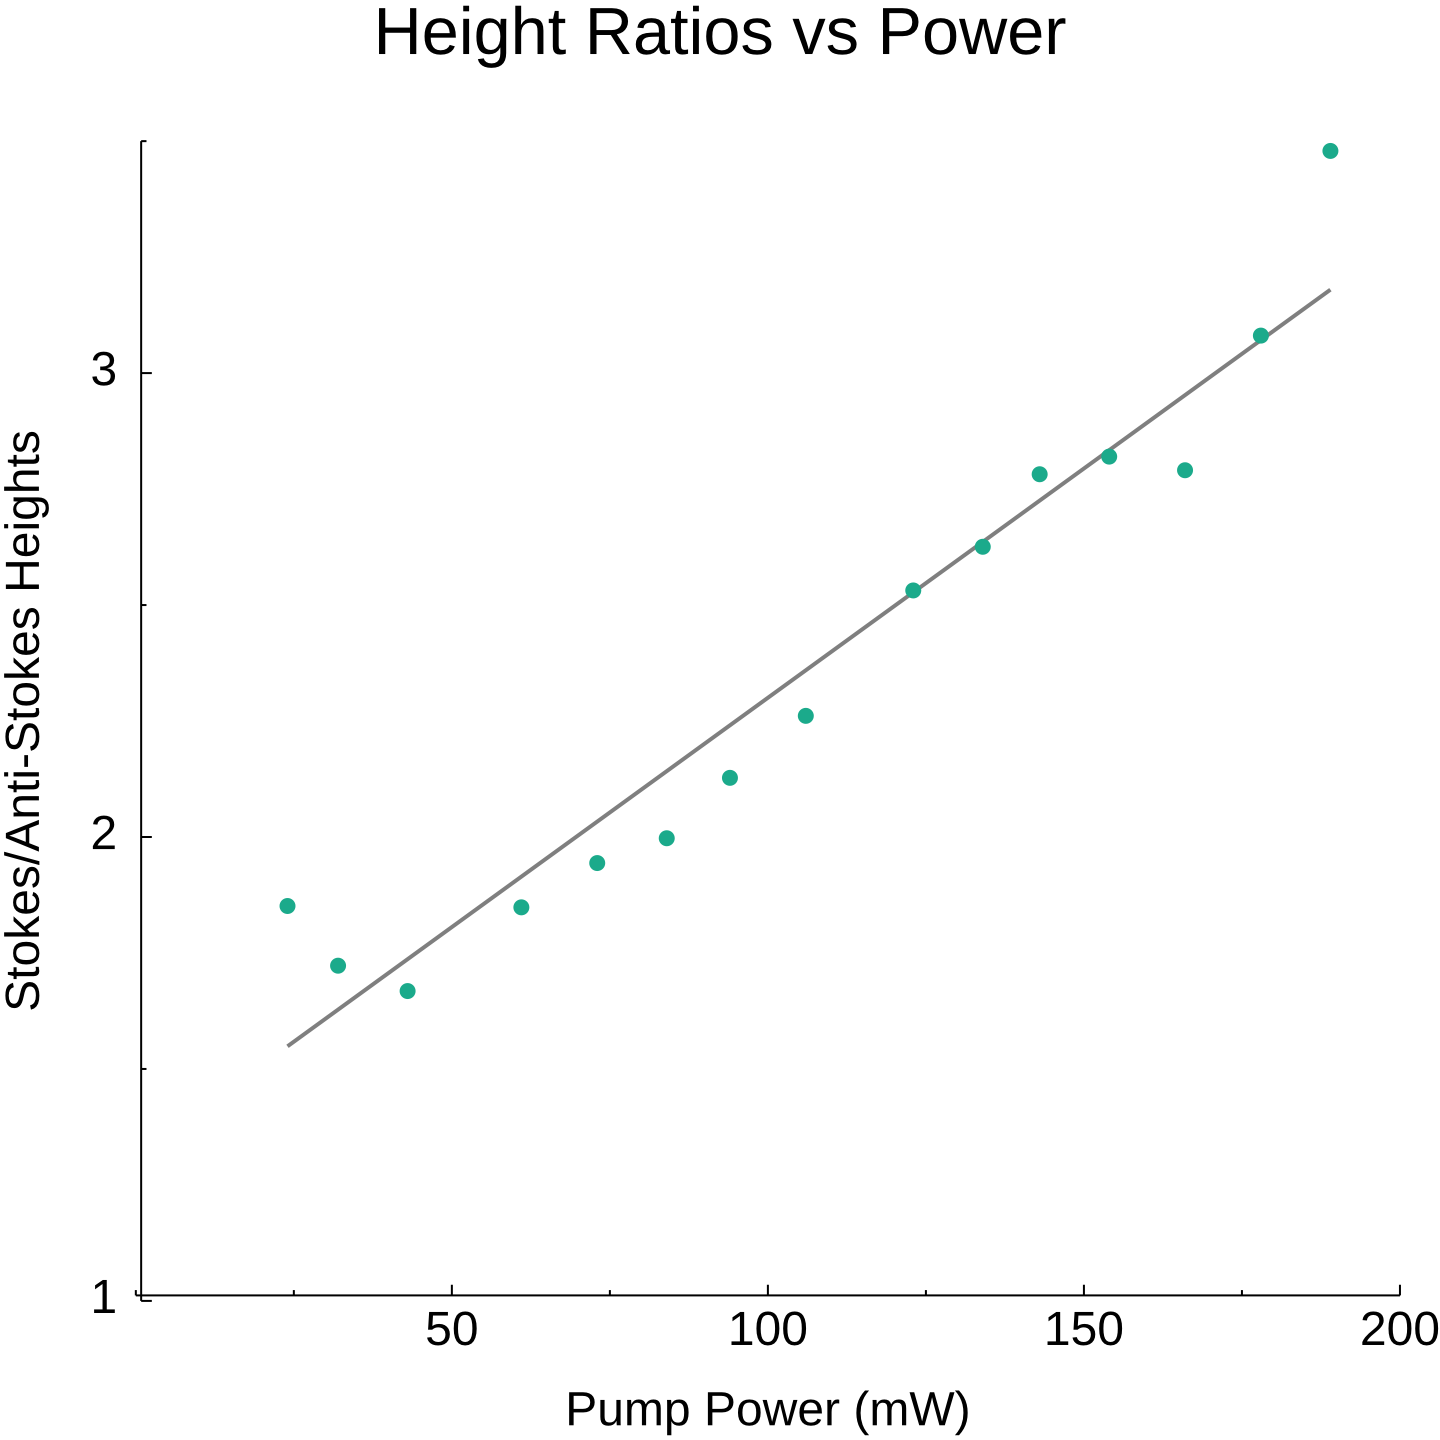 Height Ratios vs Power
Stokes/Anti-Stokes Heights
3
2
1
50 100 150 200
Pump Power (mW)